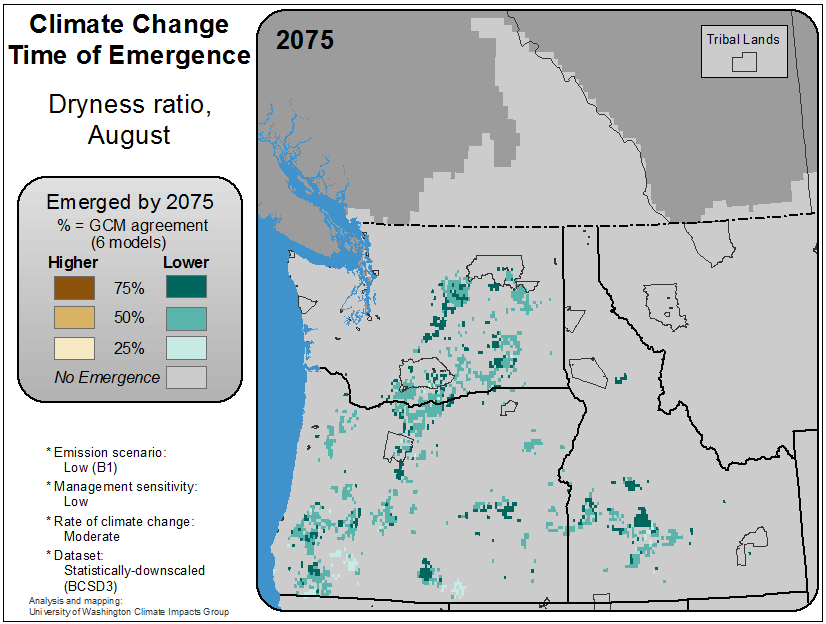 Climate Change
Time of Emergence
Dryness ratio,
August
Emerged by 2075
% = GCM agreement
(6 models)
Higher Lower
75%
50%
25%
No Emergence
* Emission scenario:
Low (B1)
* Management sensitivity:
Low
* Rate of climate change:
Moderate
* Dataset:
Statistically-downscaled
(BCSD3)
Analysis and mapping:
University of Washington Climate Impacts Group
2075
Tribal Lands